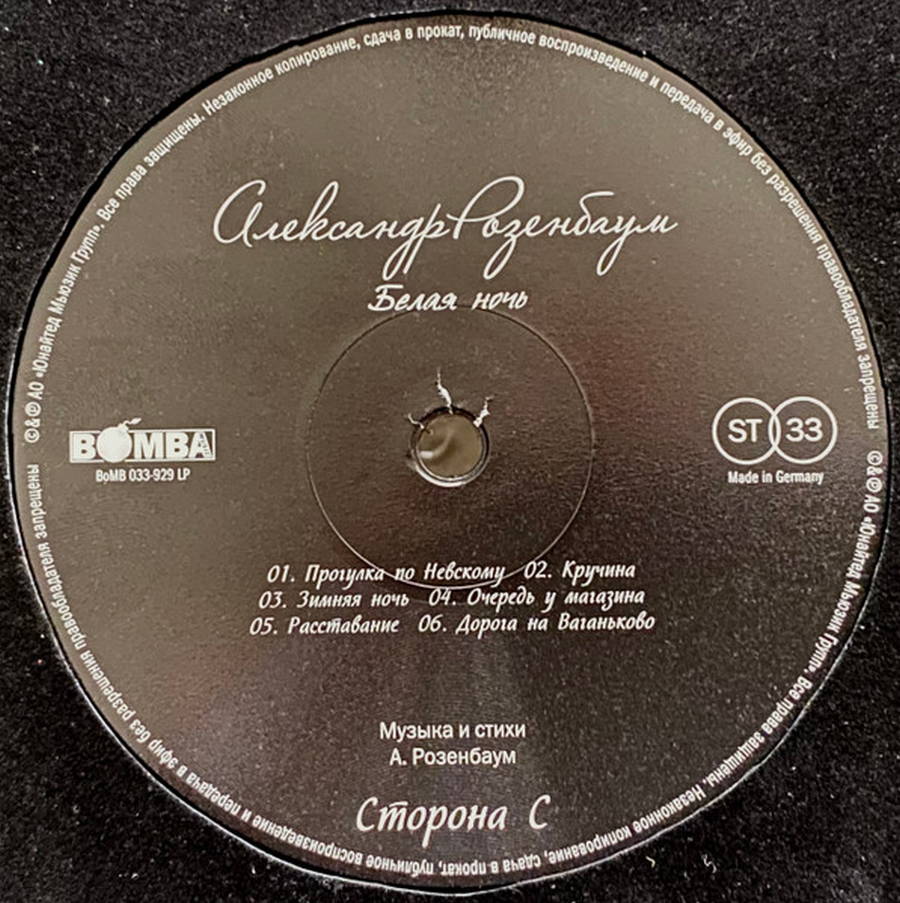 ©&℗ АО «Юнайтед Мьюзик Групп». Все права защищены. Незаконное копирование, сдача в прокат, публичное воспроизведение и передача в эфир без разрешения правообладателя запрещены
Александр Розенбаум
Белая ночь
BOMBA
BoMB 033-929 LP
ST 33
Made in Germany
01. Прогулка по Невскому 02. Кручина
03. Зимняя ночь 04. Очередь у магазина
05. Расставание 06. Дорога на Ваганьково
Музыка и стихи
А. Розенбаум
Сторона С
©&℗ АО «Юнайтед Мьюзик Групп». Все права защищены. Незаконное копирование, сдача в прокат, публичное воспроизведение и передача в эфир без разрешения правообладателя запрещены